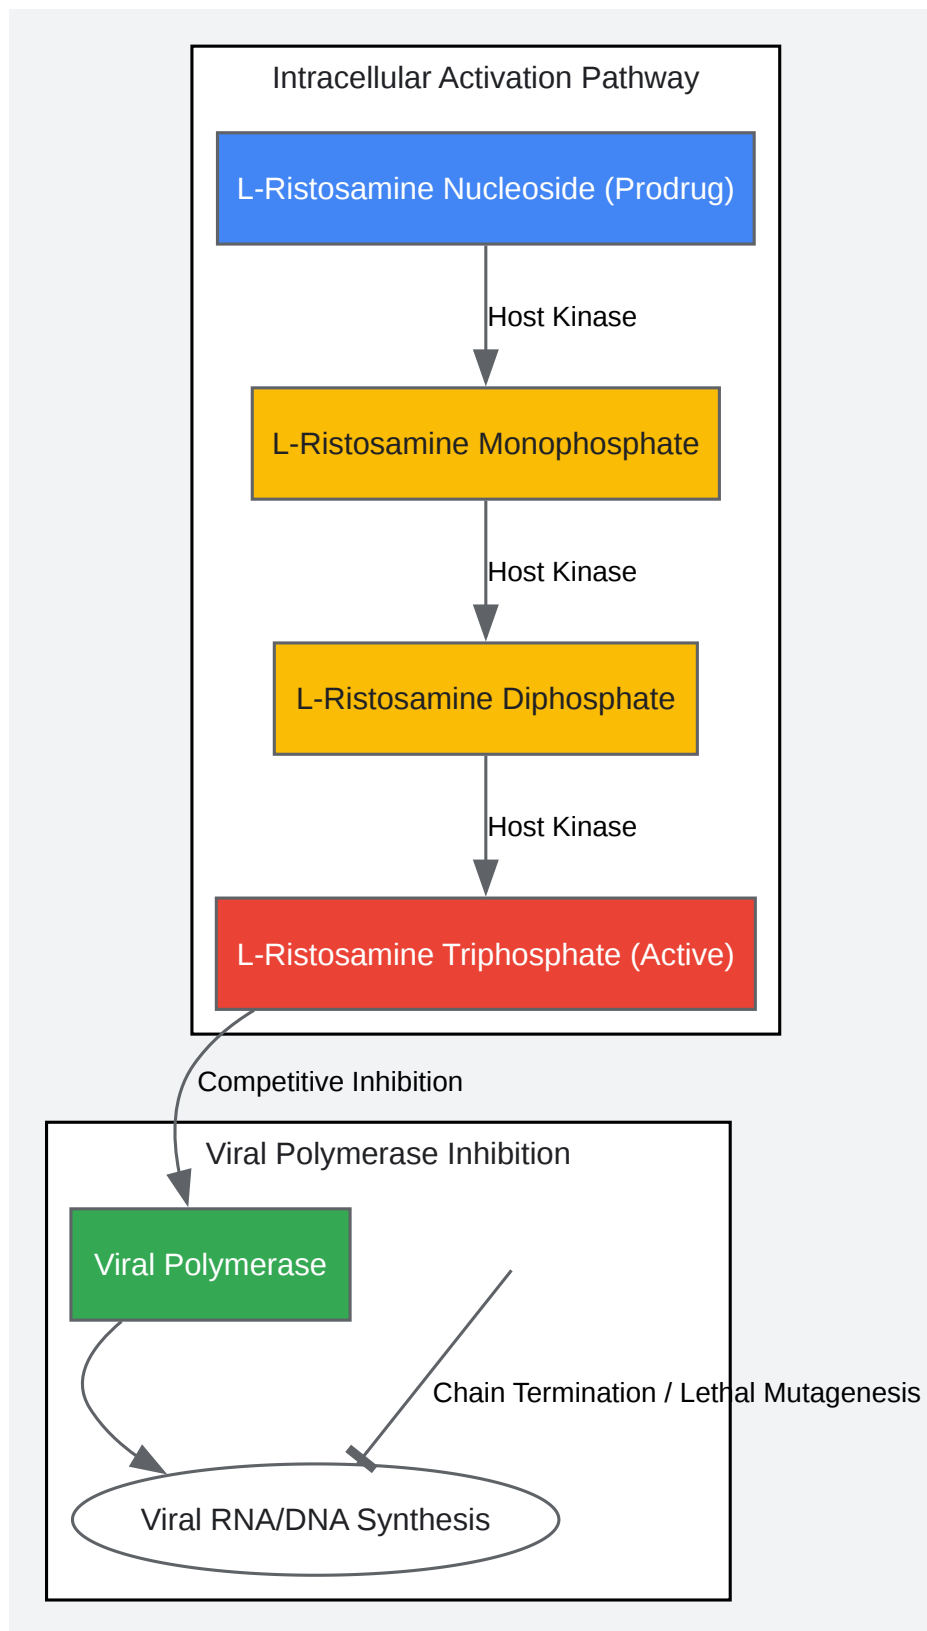 Intracellular Activation Pathway
L-Ristosamine Nucleoside (Prodrug)
Host Kinase
L-Ristosamine Monophosphate
Host Kinase
L-Ristosamine Diphosphate
Host Kinase
L-Ristosamine Triphosphate (Active)
Competitive Inhibition
Viral Polymerase Inhibition
Viral Polymerase
Chain Termination / Lethal Mutagenesis
Viral RNA/DNA Synthesis